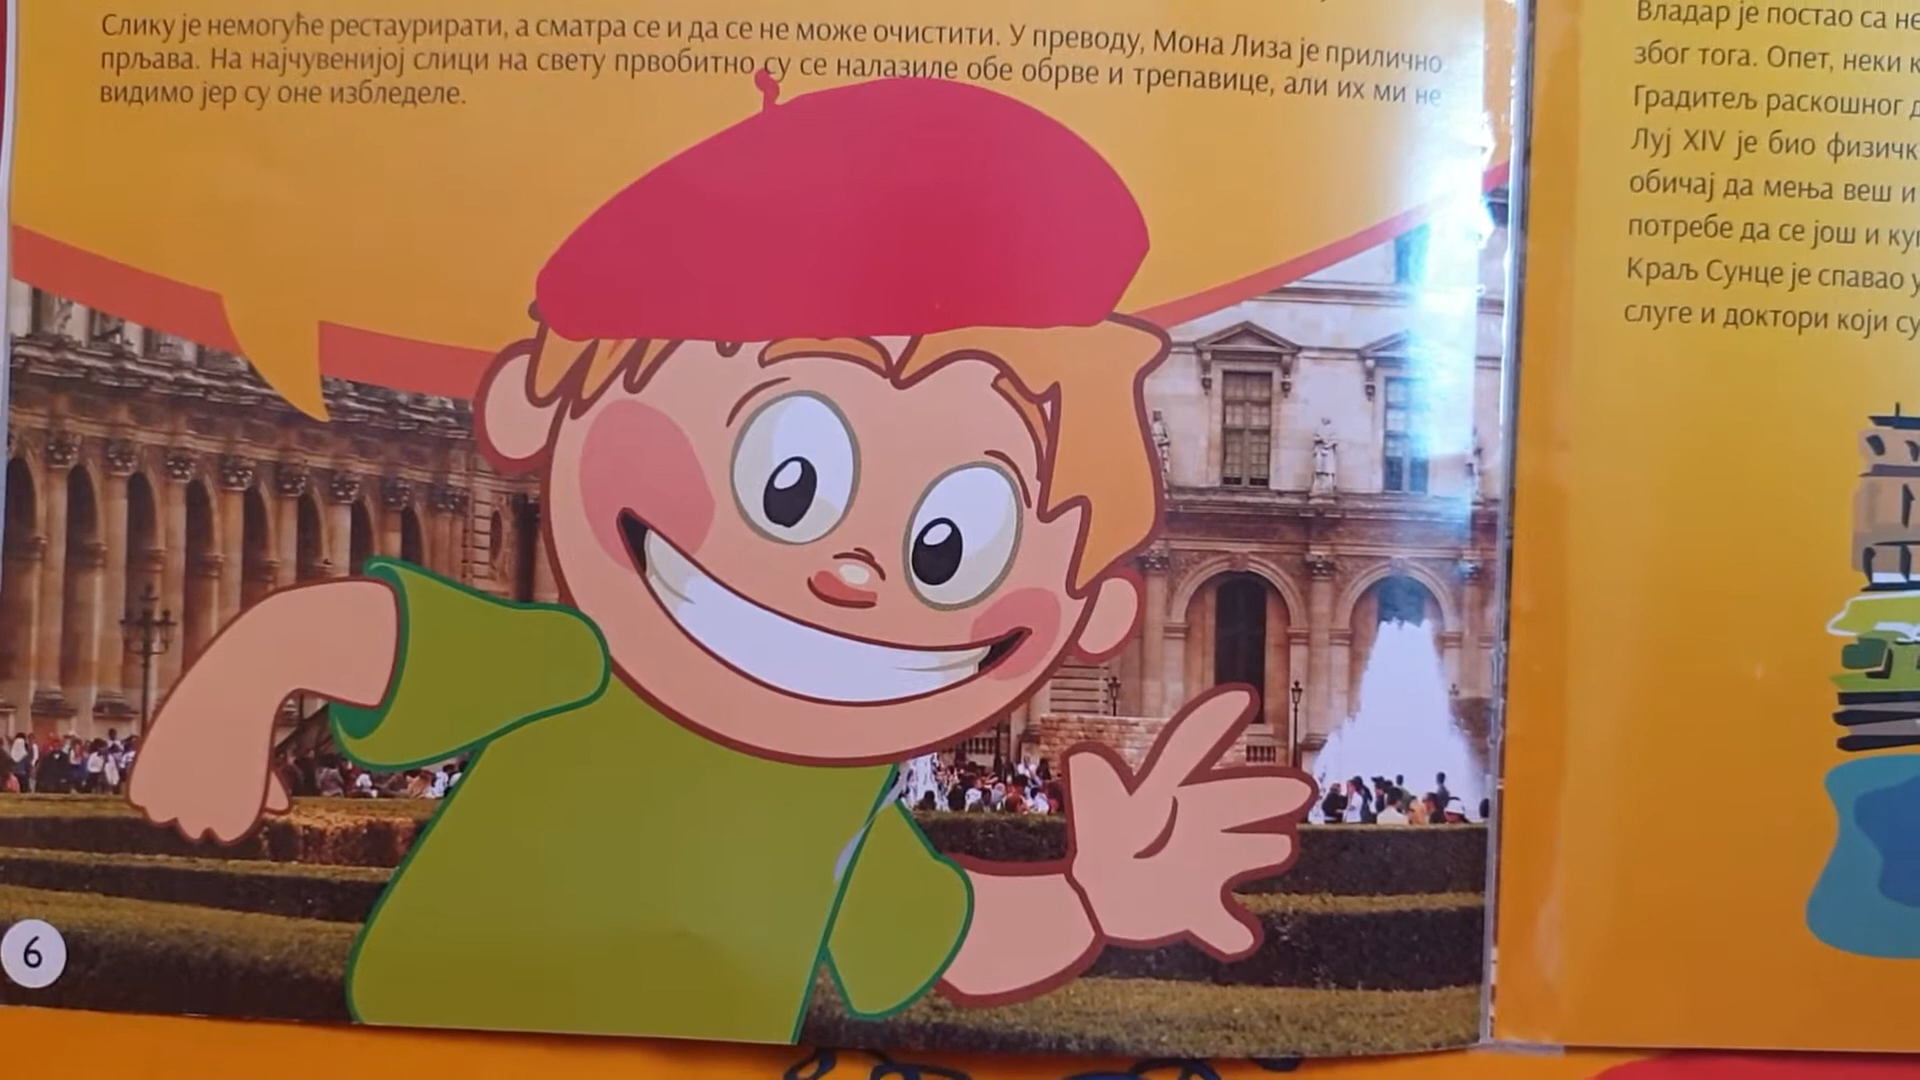 Слику је немогуће рестаурирати, а сматра се и да се не може очистити. У преводу, Мона Лиза је прилично
прљава. На најчувенијој слици на свету првобитно су се налазиле обе обрве и трепавице, али их ми не
видимо јер су оне избледеле.
6
Владар је постао са
због тога. Опет, неки
Градитељ раскошног
Луј XIV је био
обичај да мења веш и
потребе да се још и
Краљ Сунце је спавао
слуге и доктори који су